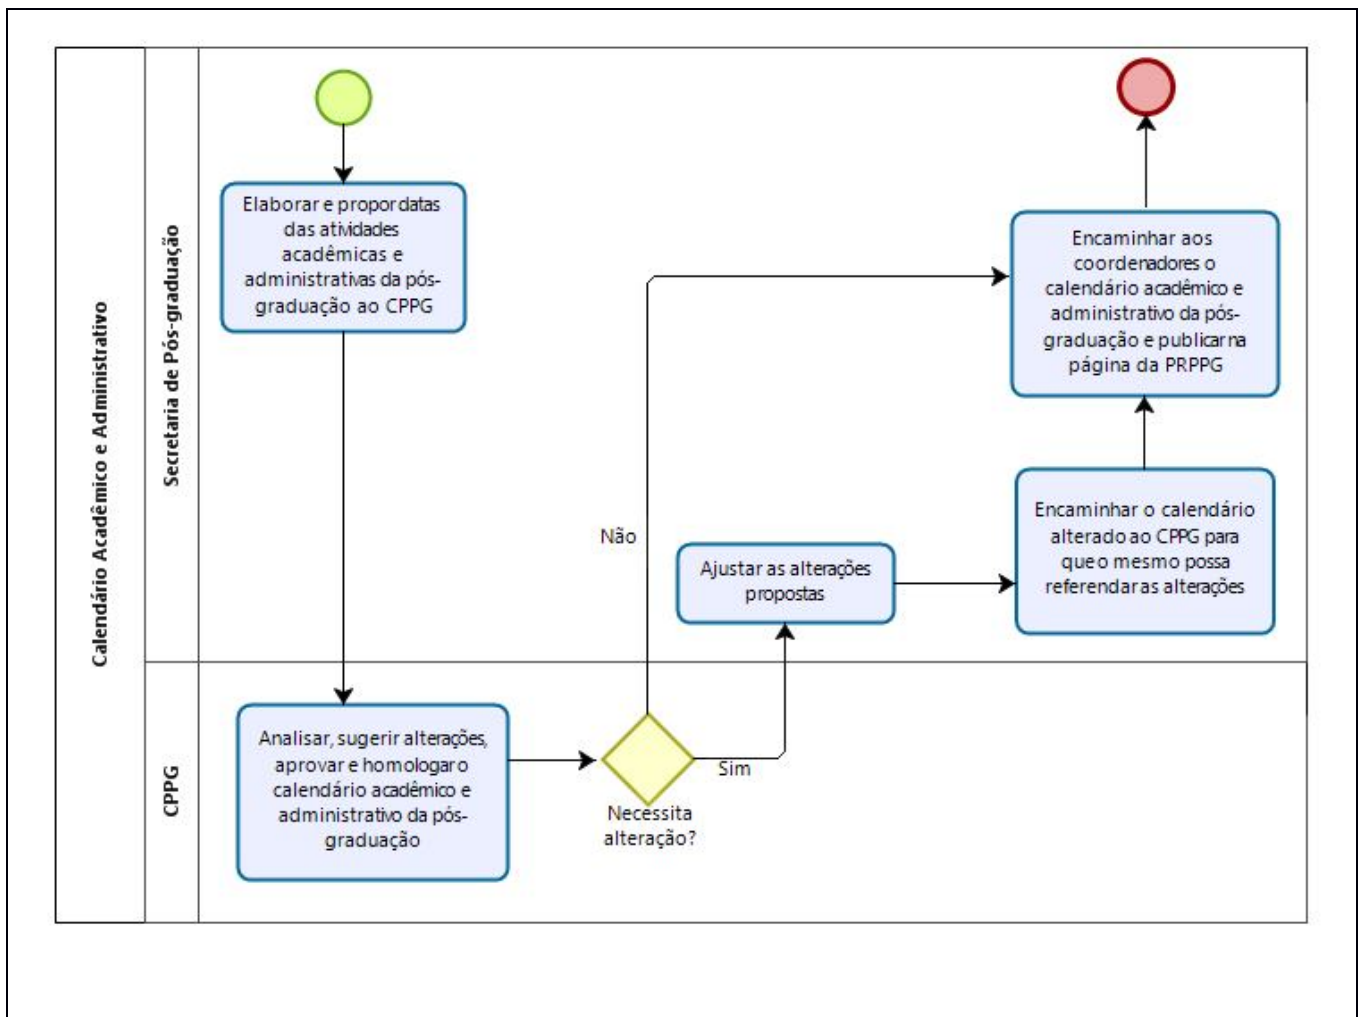 Calendário Acadêmico e Administrativo
Secretaria de Pós-graduação
Elaborar e propor datas
das atividades
acadêmicas e
administrativas da pós-
graduação ao CPPG
Encaminhar aos
coordenadores o
calendário acadêmico e
administrativo da pós-
graduação e publicar na
página da PRPPG
Não
Ajustar as alterações
propostas
Encaminhar o calendário
alterado ao CPPG para
que o mesmo possa
referendar as alterações
CPPG
Analisar, sugerir alterações,
aprovar e homologar o
calendário acadêmico e
administrativo da pós-
graduação
Sim
Necessita
alteração?